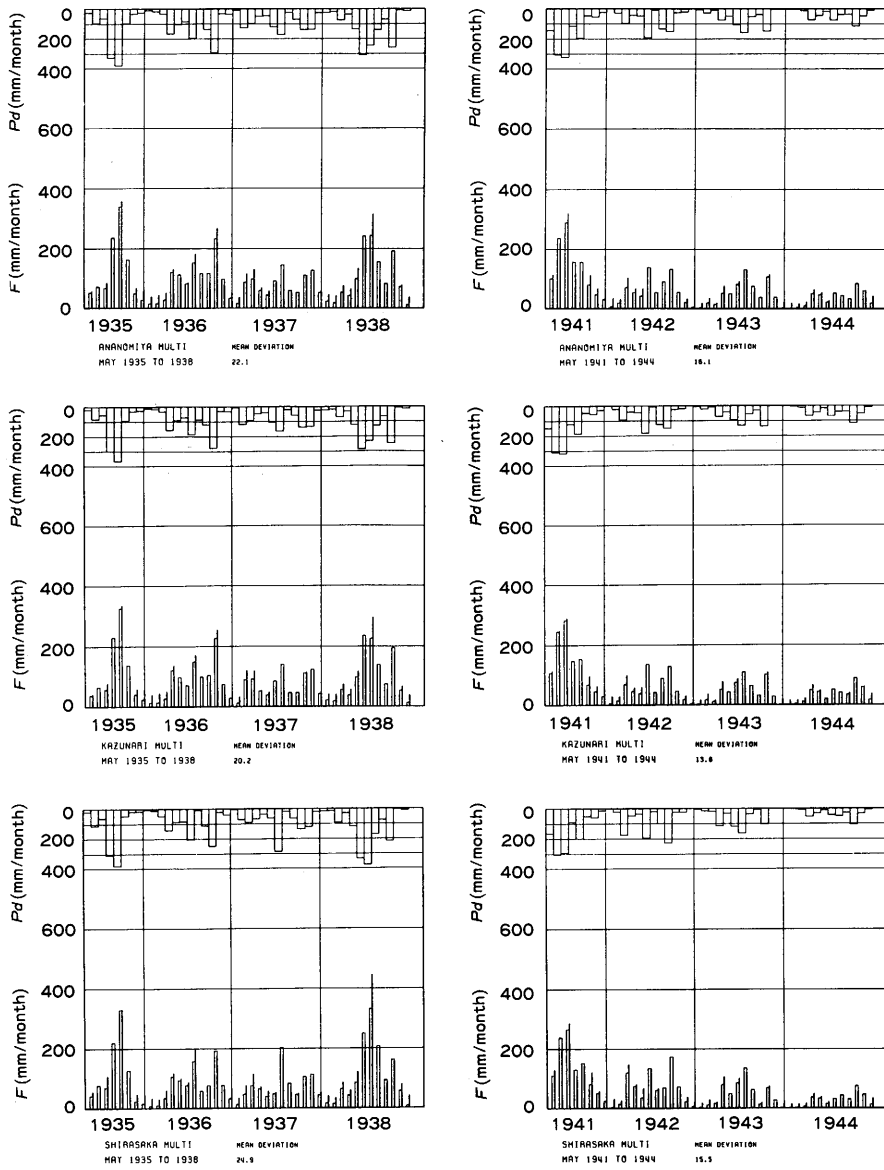 0
200
400
600
400
200
0
Pd (mm/month)
F (mm/month)
1935 1936 1937 1938
ANANOMIYA MULTI MEAN DEVIATION
MAY 1935 TO 1938 22.1
0
200
400
600
400
200
0
Pd (mm/month)
F (mm/month)
1941 1942 1943 1944
ANANOMIYA MULTI MEAN DEVIATION
MAY 1941 TO 1944 16.1
0
200
400
600
400
200
0
Pd (mm/month)
F (mm/month)
1935 1936 1937 1938
KAZUNARI MULTI MEAN DEVIATION
MAY 1935 TO 1938 20.2
0
200
400
600
400
200
0
Pd (mm/month)
F (mm/month)
1941 1942 1943 1944
KAZUNARI MULTI MEAN DEVIATION
MAY 1941 TO 1944
0
200
400
600
400
200
0
Pd (mm/month)
F (mm/month)
1935 1936 1937 1938
SHIRASAKA MULTI MEAN DEVIATION
MAY 1935 TO 1938 24.9
0
200
400
600
400
200
0
Pd (mm/month)
F (mm/month)
1941 1942 1943 1944
SHIRASAKA MULTI MEAN DEVIATION
MAY 1941 TO 1944 15.5